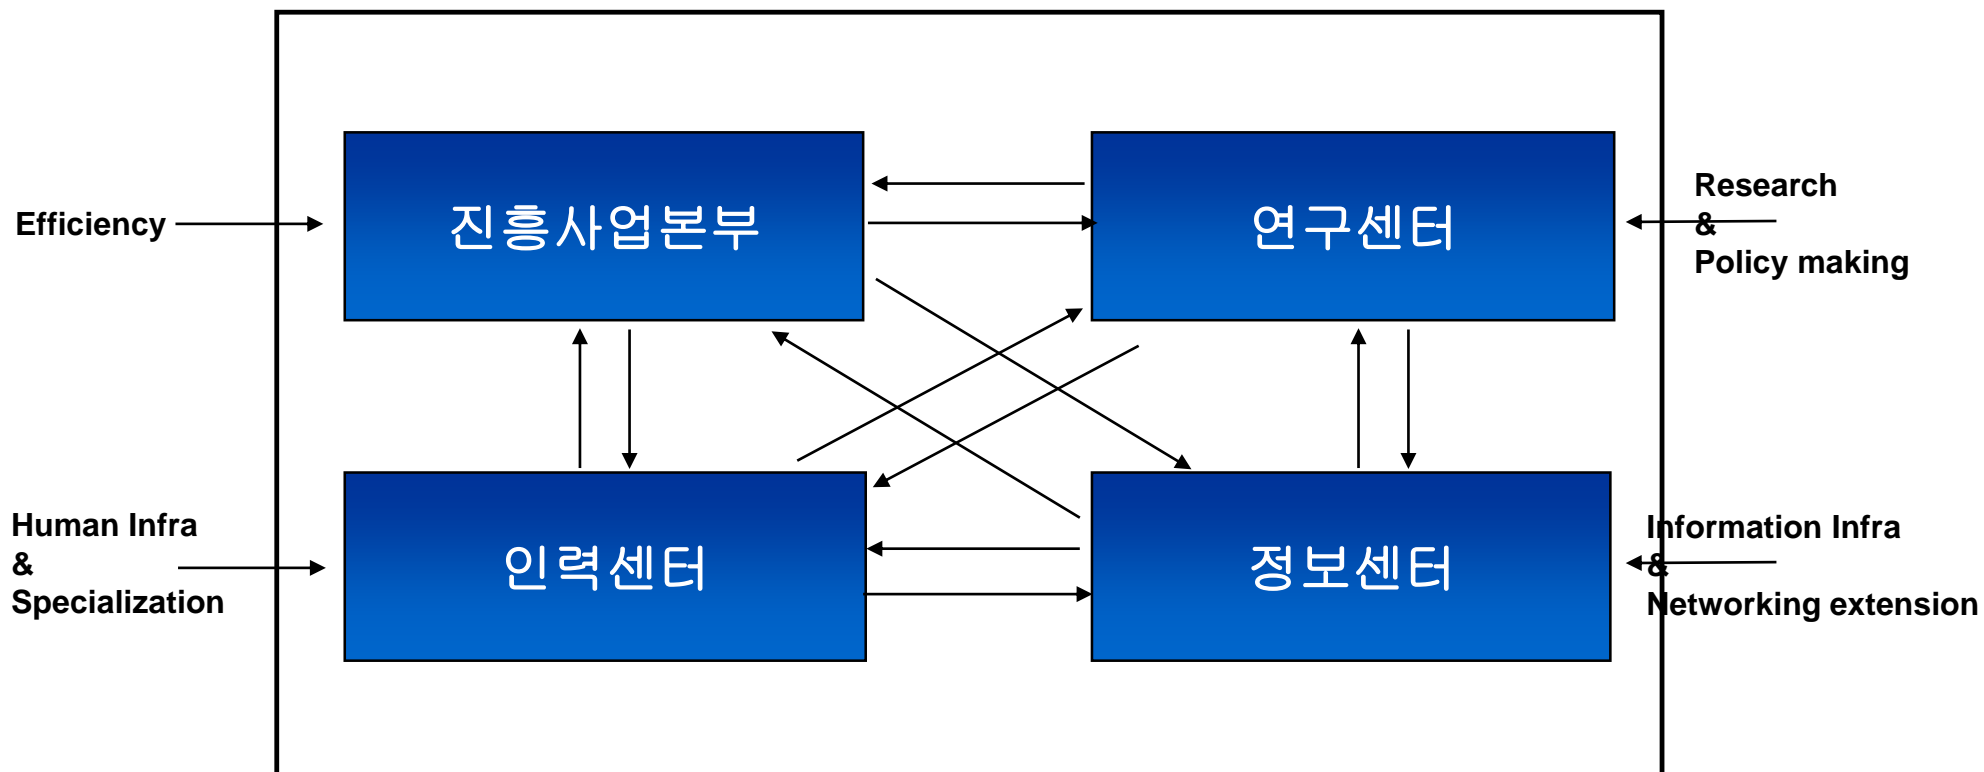 Efficiency
진흥사업본부
연구센터
Research
&
Policy making
Human Infra
&
Specialization
인력센터
정보센터
Information Infra
&
Networking extension